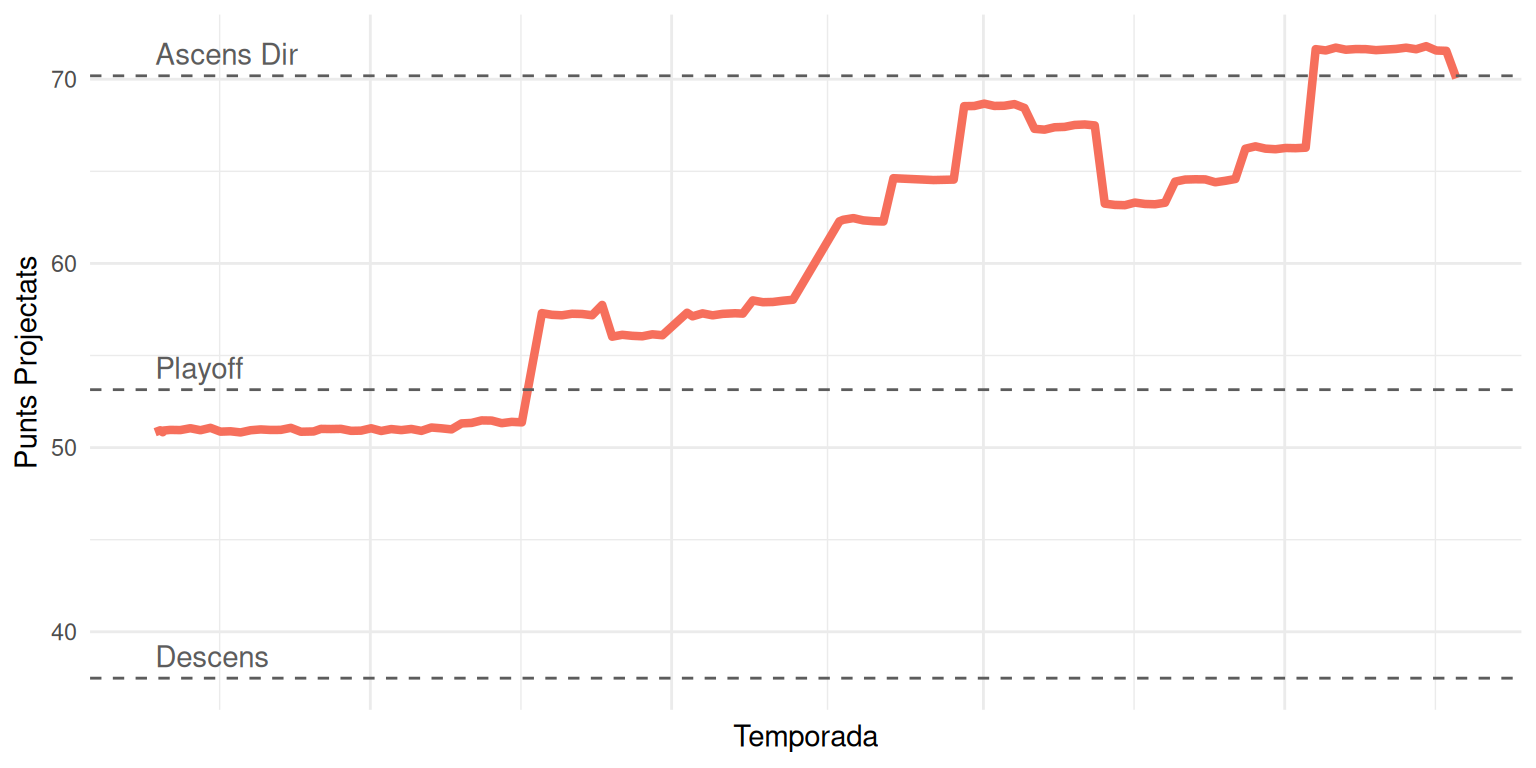 Ascens Dir
70
60
Playoff
50
40
Descens
Punts Projectats
Temporada